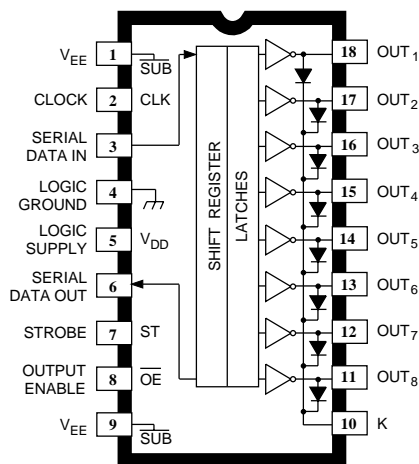 V_EE 1 SUB 18 OUT_1
CLOCK 2 CLK 17 OUT_2
SERIAL DATA IN 3 16 OUT_3
LOGIC GROUND 4 15 OUT_4
LOGIC SUPPLY 5 V_DD 14 OUT_5
SERIAL DATA OUT 6 13 OUT_6
STROBE 7 ST 12 OUT_7
OUTPUT ENABLE 8 OE 11 OUT_8
V_EE 9 SUB 10 K
SHIFT REGISTER
LATCHES